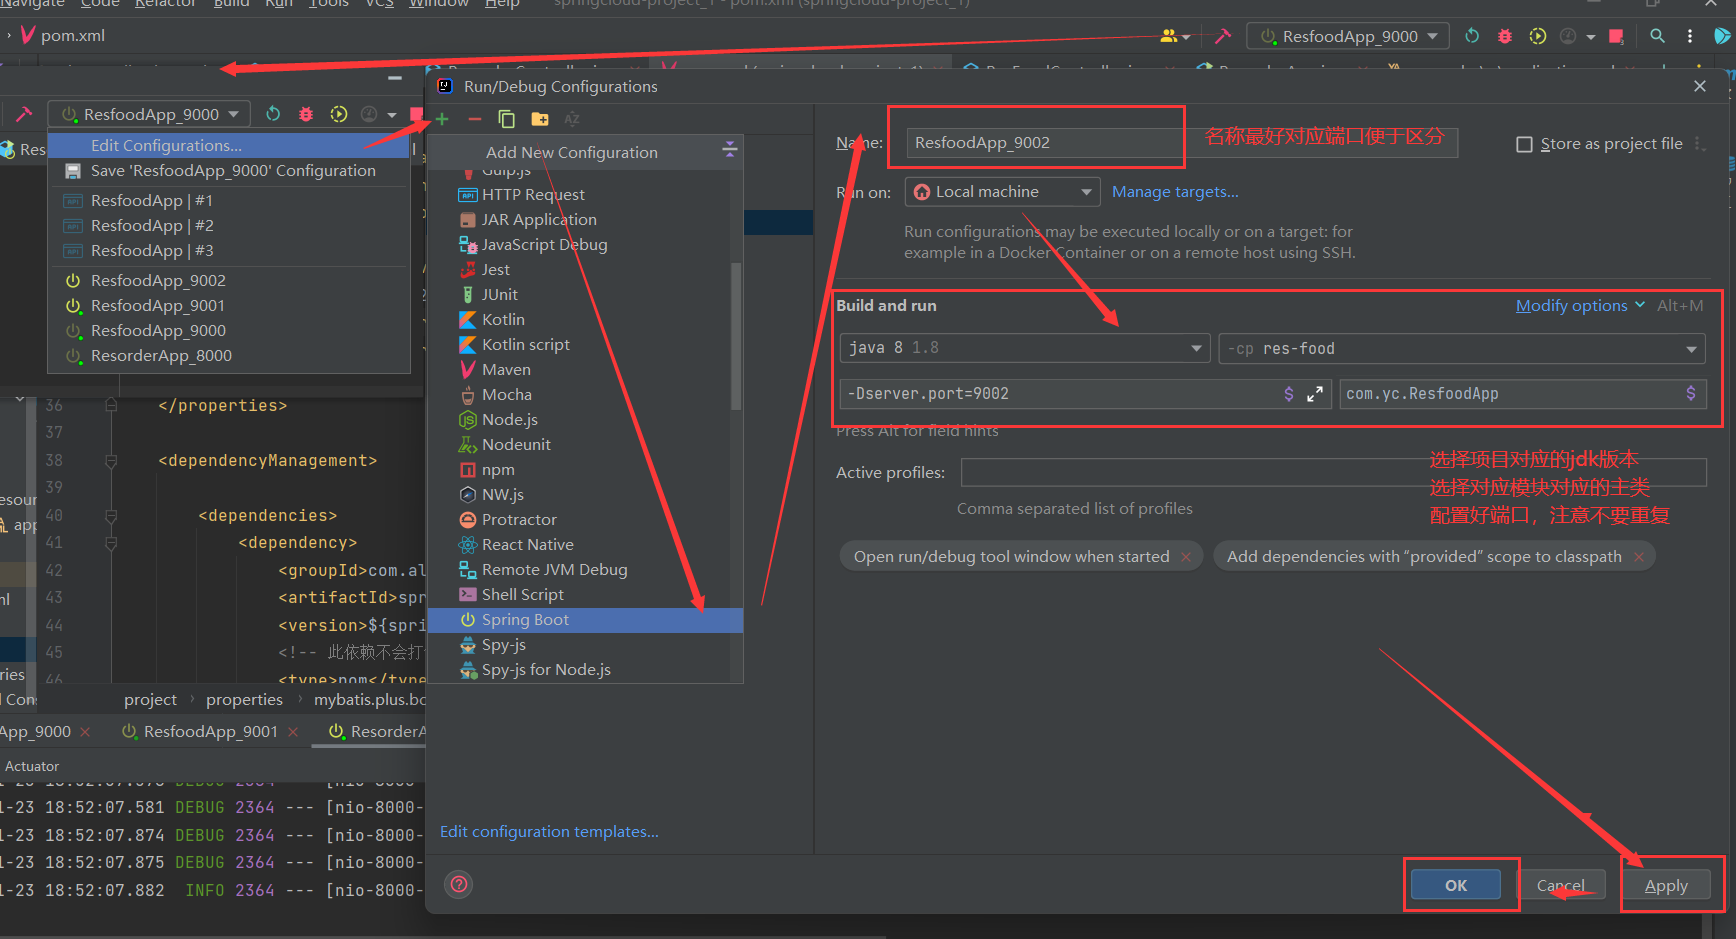 Navigate Code Refactor Build Run Tools VCS Window Help springcloud-project_1 - pom.xml (springcloud-project_1)
pom.xml
ResfoodApp_9000
ResfoodApp_9000
Edit Configurations...
Save 'ResfoodApp_9000' Configuration
ResfoodApp | #1
ResfoodApp | #2
ResfoodApp | #3
ResfoodApp_9002
ResfoodApp_9001
ResfoodApp_9000
ResorderApp_8000
Res
36 </properties>
37
38 <dependencyManagement>
39
40 <dependencies>
41 <dependency>
42 <groupId>com.al
43 <artifactId>spr
44 <version>${spri
45 <!-- 此依赖不会打
46 <type>pom</type
project › properties › mybatis.plus.bo
App_9000 ResfoodApp_9001 ResorderA
Actuator
1-23 18:52:07.581 DEBUG 2364 --- [nio-8000-
1-23 18:52:07.874 DEBUG 2364 --- [nio-8000-
1-23 18:52:07.875 DEBUG 2364 --- [nio-8000-
1-23 18:52:07.882 INFO 2364 --- [nio-8000-
Run/Debug Configurations
Add New Configuration
Gulp.js
HTTP Request
JAR Application
JavaScript Debug
Jest
JUnit
Kotlin
Kotlin script
Maven
Mocha
Node.js
Nodeunit
npm
NW.js
Protractor
React Native
Remote JVM Debug
Shell Script
Spring Boot
Spy-js
Spy-js for Node.js
Edit configuration templates...
Name: ResfoodApp_9002 名称最好对应端口便于区分 Store as project file
Run on: Local machine Manage targets...
Run configurations may be executed locally or on a target: for
example in a Docker Container or on a remote host using SSH.
Build and run Modify options Alt+M
java 8 1.8 -cp res-food
-Dserver.port=9002 com.yc.ResfoodApp
Press Alt for field hints
Active profiles:
选择项目对应的jdk版本
选择对应模块对应的主类
配置好端口，注意不要重复
Comma separated list of profiles
Open run/debug tool window when started Add dependencies with “provided” scope to classpath
OK Cancel Apply